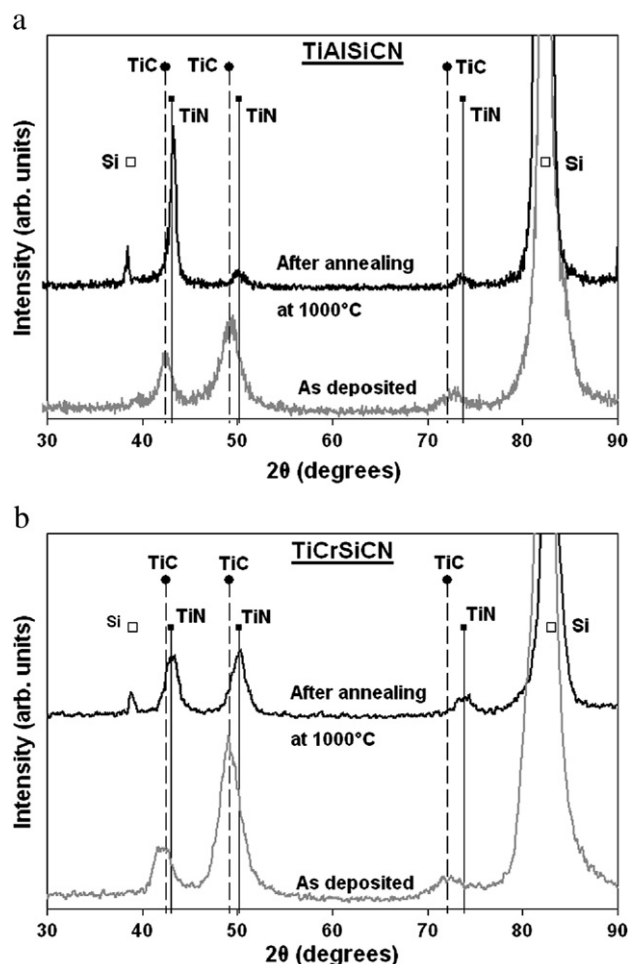 a
TiAlSiCN
TiC TiC TiC
TiN TiN TiN
Si Si
After annealing
at 1000°C
As deposited
Intensity (arb. units)
30 40 50 60 70 80 90
2θ (degrees)
b
TiCrSiCN
TiC TiC TiC
TiN TiN TiN
Si Si
After annealing
at 1000°C
As deposited
Intensity (arb. units)
30 40 50 60 70 80 90
2θ (degrees)